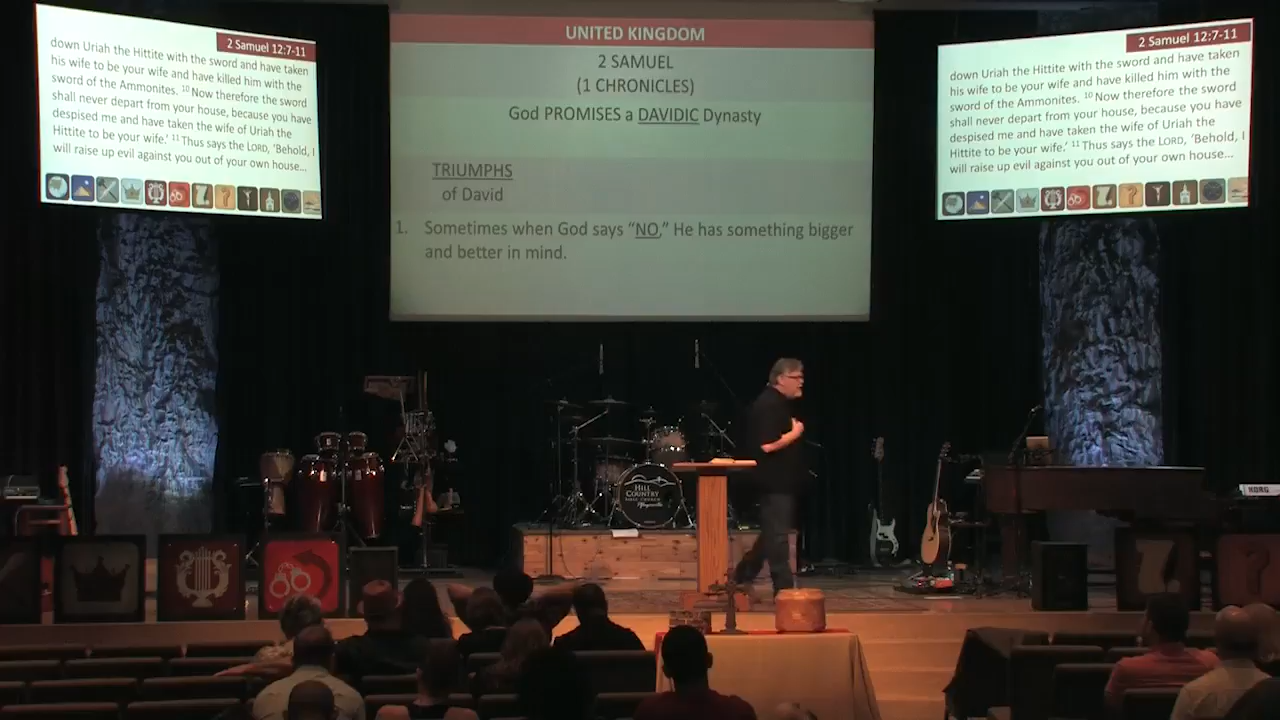 2 Samuel 12:7-11
down Uriah the Hittite with the sword and have taken
his wife to be your wife and have killed him with the
sword of the Ammonites. 10 Now therefore the sword
shall never depart from your house, because you have
despised me and have taken the wife of Uriah the
Hittite to be your wife.’ 11 Thus says the LORD, ‘Behold, I
will raise up evil against you out of your own house...
UNITED KINGDOM
2 SAMUEL
(1 CHRONICLES)
God PROMISES a DAVIDIC Dynasty
TRIUMPHS
of David
1. Sometimes when God says “NO,” He has something bigger
and better in mind.
2 Samuel 12:7-11
down Uriah the Hittite with the sword and have taken
his wife to be your wife and have killed him with the
sword of the Ammonites. 10 Now therefore the sword
shall never depart from your house, because you have
despised me and have taken the wife of Uriah the
Hittite to be your wife.’ 11 Thus says the LORD, ‘Behold, I
will raise up evil against you out of your own house...
HILL
COUNTRY
BIBLE CHURCH
Pflugerville
KORG